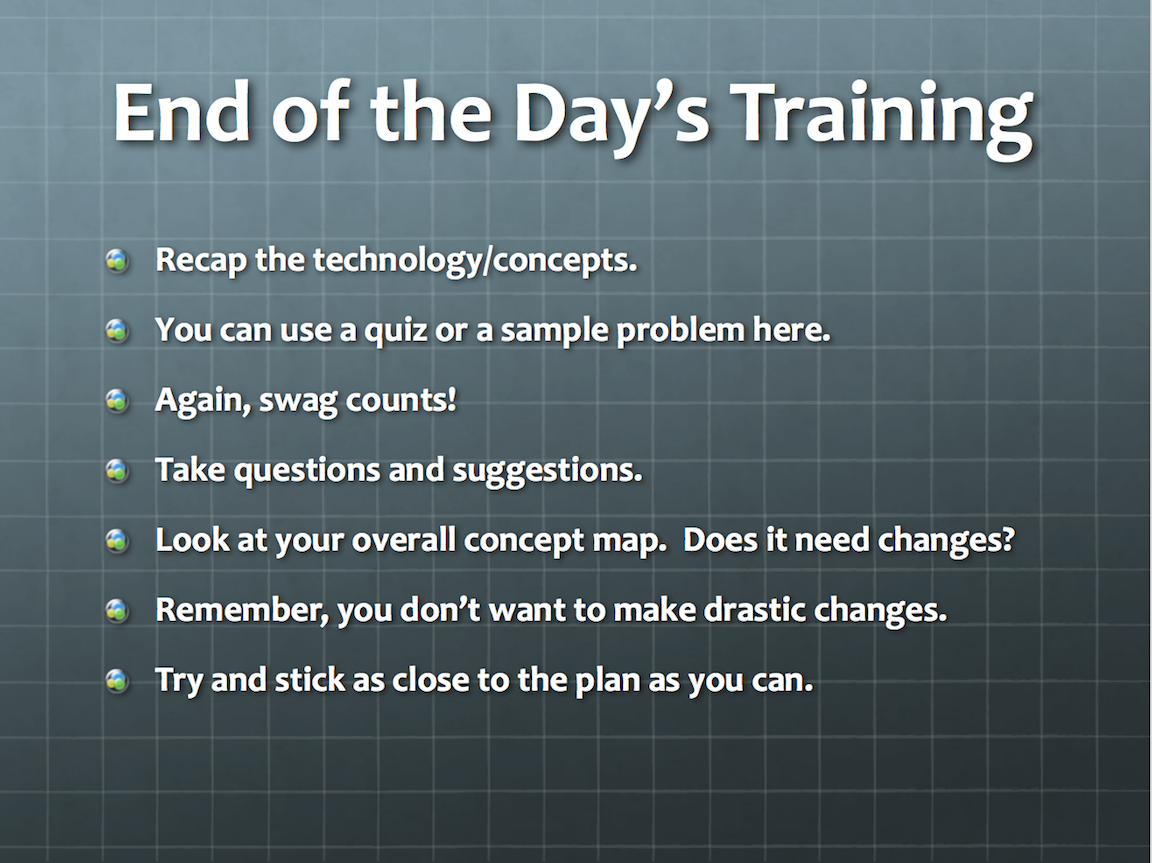 End of the Day’s Training
Recap the technology/concepts.
You can use a quiz or a sample problem here.
Again, swag counts!
Take questions and suggestions.
Look at your overall concept map.  Does it need changes?
Remember, you don’t want to make drastic changes.
Try and stick as close to the plan as you can.